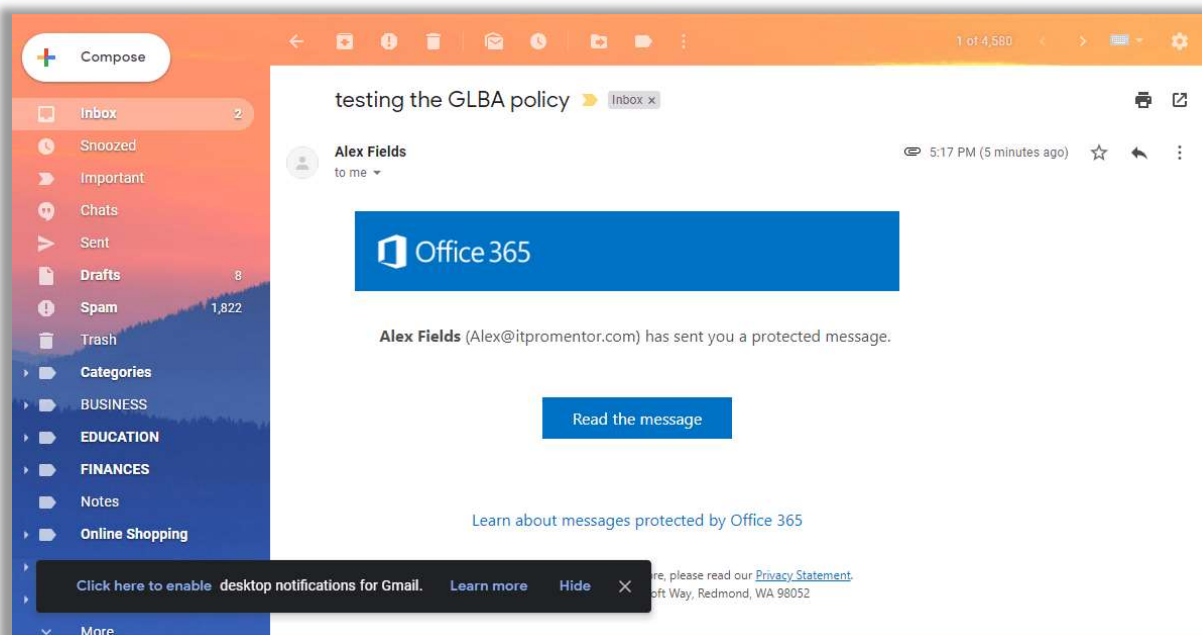 Compose
1 of 4,580
Inbox 2
Snoozed
Important
Chats
Sent
Drafts 8
Spam 1,822
Trash
Categories
BUSINESS
EDUCATION
FINANCES
Notes
Online Shopping
More
testing the GLBA policy Inbox x
Alex Fields
5:17 PM (5 minutes ago)
to me
Office 365
Alex Fields (Alex@itpromentor.com) has sent you a protected message.
Read the message
Learn about messages protected by Office 365
please read our Privacy Statement.
Way, Redmond, WA 98052
Click here to enable desktop notifications for Gmail. Learn more Hide